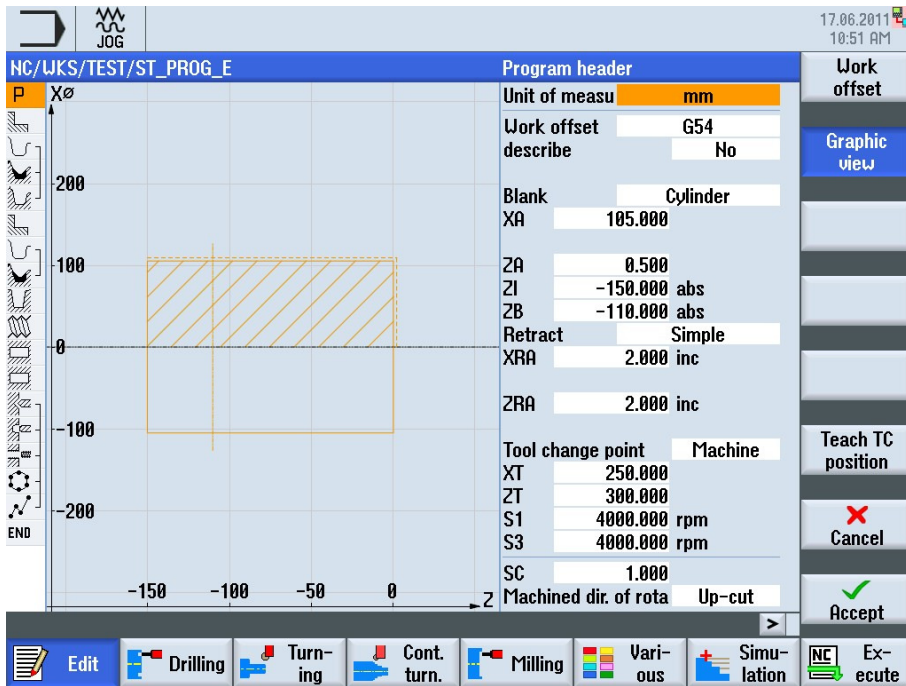 JOG
17.06.2011
10:51 AM
NC/WKS/TEST/ST_PROG_E
Program header
P
END
XØ
200
100
0
-100
-200
-150 -100 -50 0
Z
Unit of measu mm
Work offset G54
describe No
Blank Cylinder
XA 105.000
ZA 0.500
ZI -150.000 abs
ZB -110.000 abs
Retract Simple
XRA 2.000 inc
ZRA 2.000 inc
Tool change point Machine
XT 250.000
ZT 300.000
S1 4000.000 rpm
S3 4000.000 rpm
SC 1.000
Machined dir. of rota Up-cut
>
Work
offset
Graphic
view
Teach TC
position
Cancel
Accept
Edit
Drilling
Turn-
ing
Cont.
turn.
Milling
Vari-
ous
Simu-
lation
NC
Ex-
ecute